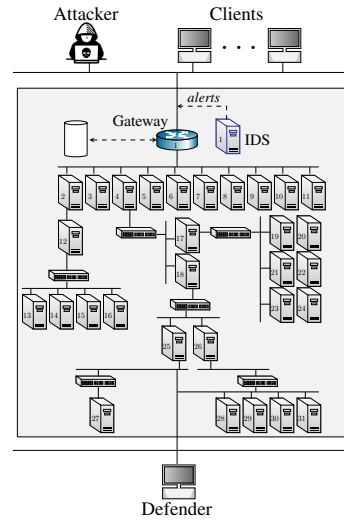 Attacker Clients
alerts
Gateway
1 1 IDS
2 3 4 5 6 7 8 9 10 11
12 17 19 20
18 21 22
13 14 15 16 23 24
25 26
27 28 29 30 31
Defender